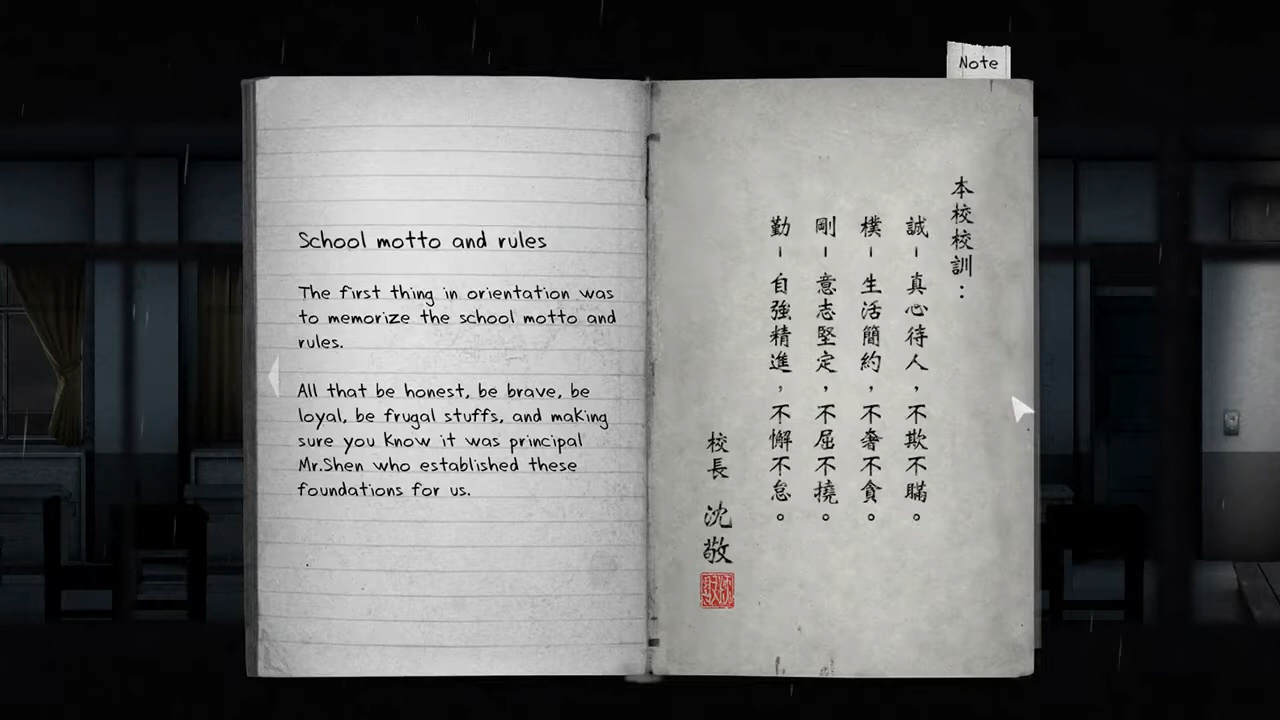 Note
School motto and rules
The first thing in orientation was
to memorize the school motto and
rules.
All that be honest, be brave, be
loyal, be frugal stuffs, and making
sure you know it was principal
Mr.Shen who established these
foundations for us.
本校校訓：
誠－真心待人，不欺不瞞。
樸－生活簡約，不奢不貪。
剛－意志堅定，不屈不撓。
勤－自強精進，不懈不怠。
校長 沈敬